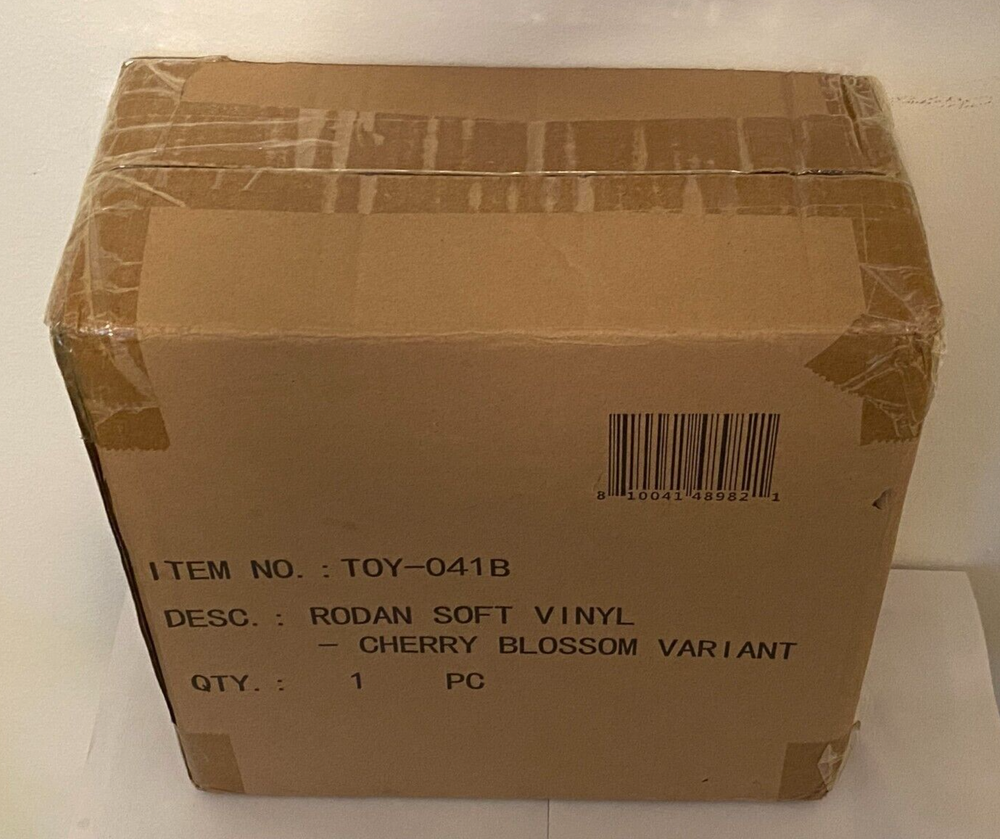 8 10041 48982 1
ITEM NO.: TOY-041B
DESC.: RODAN SOFT VINYL
- CHERRY BLOSSOM VARIANT
QTY.: 1 PC